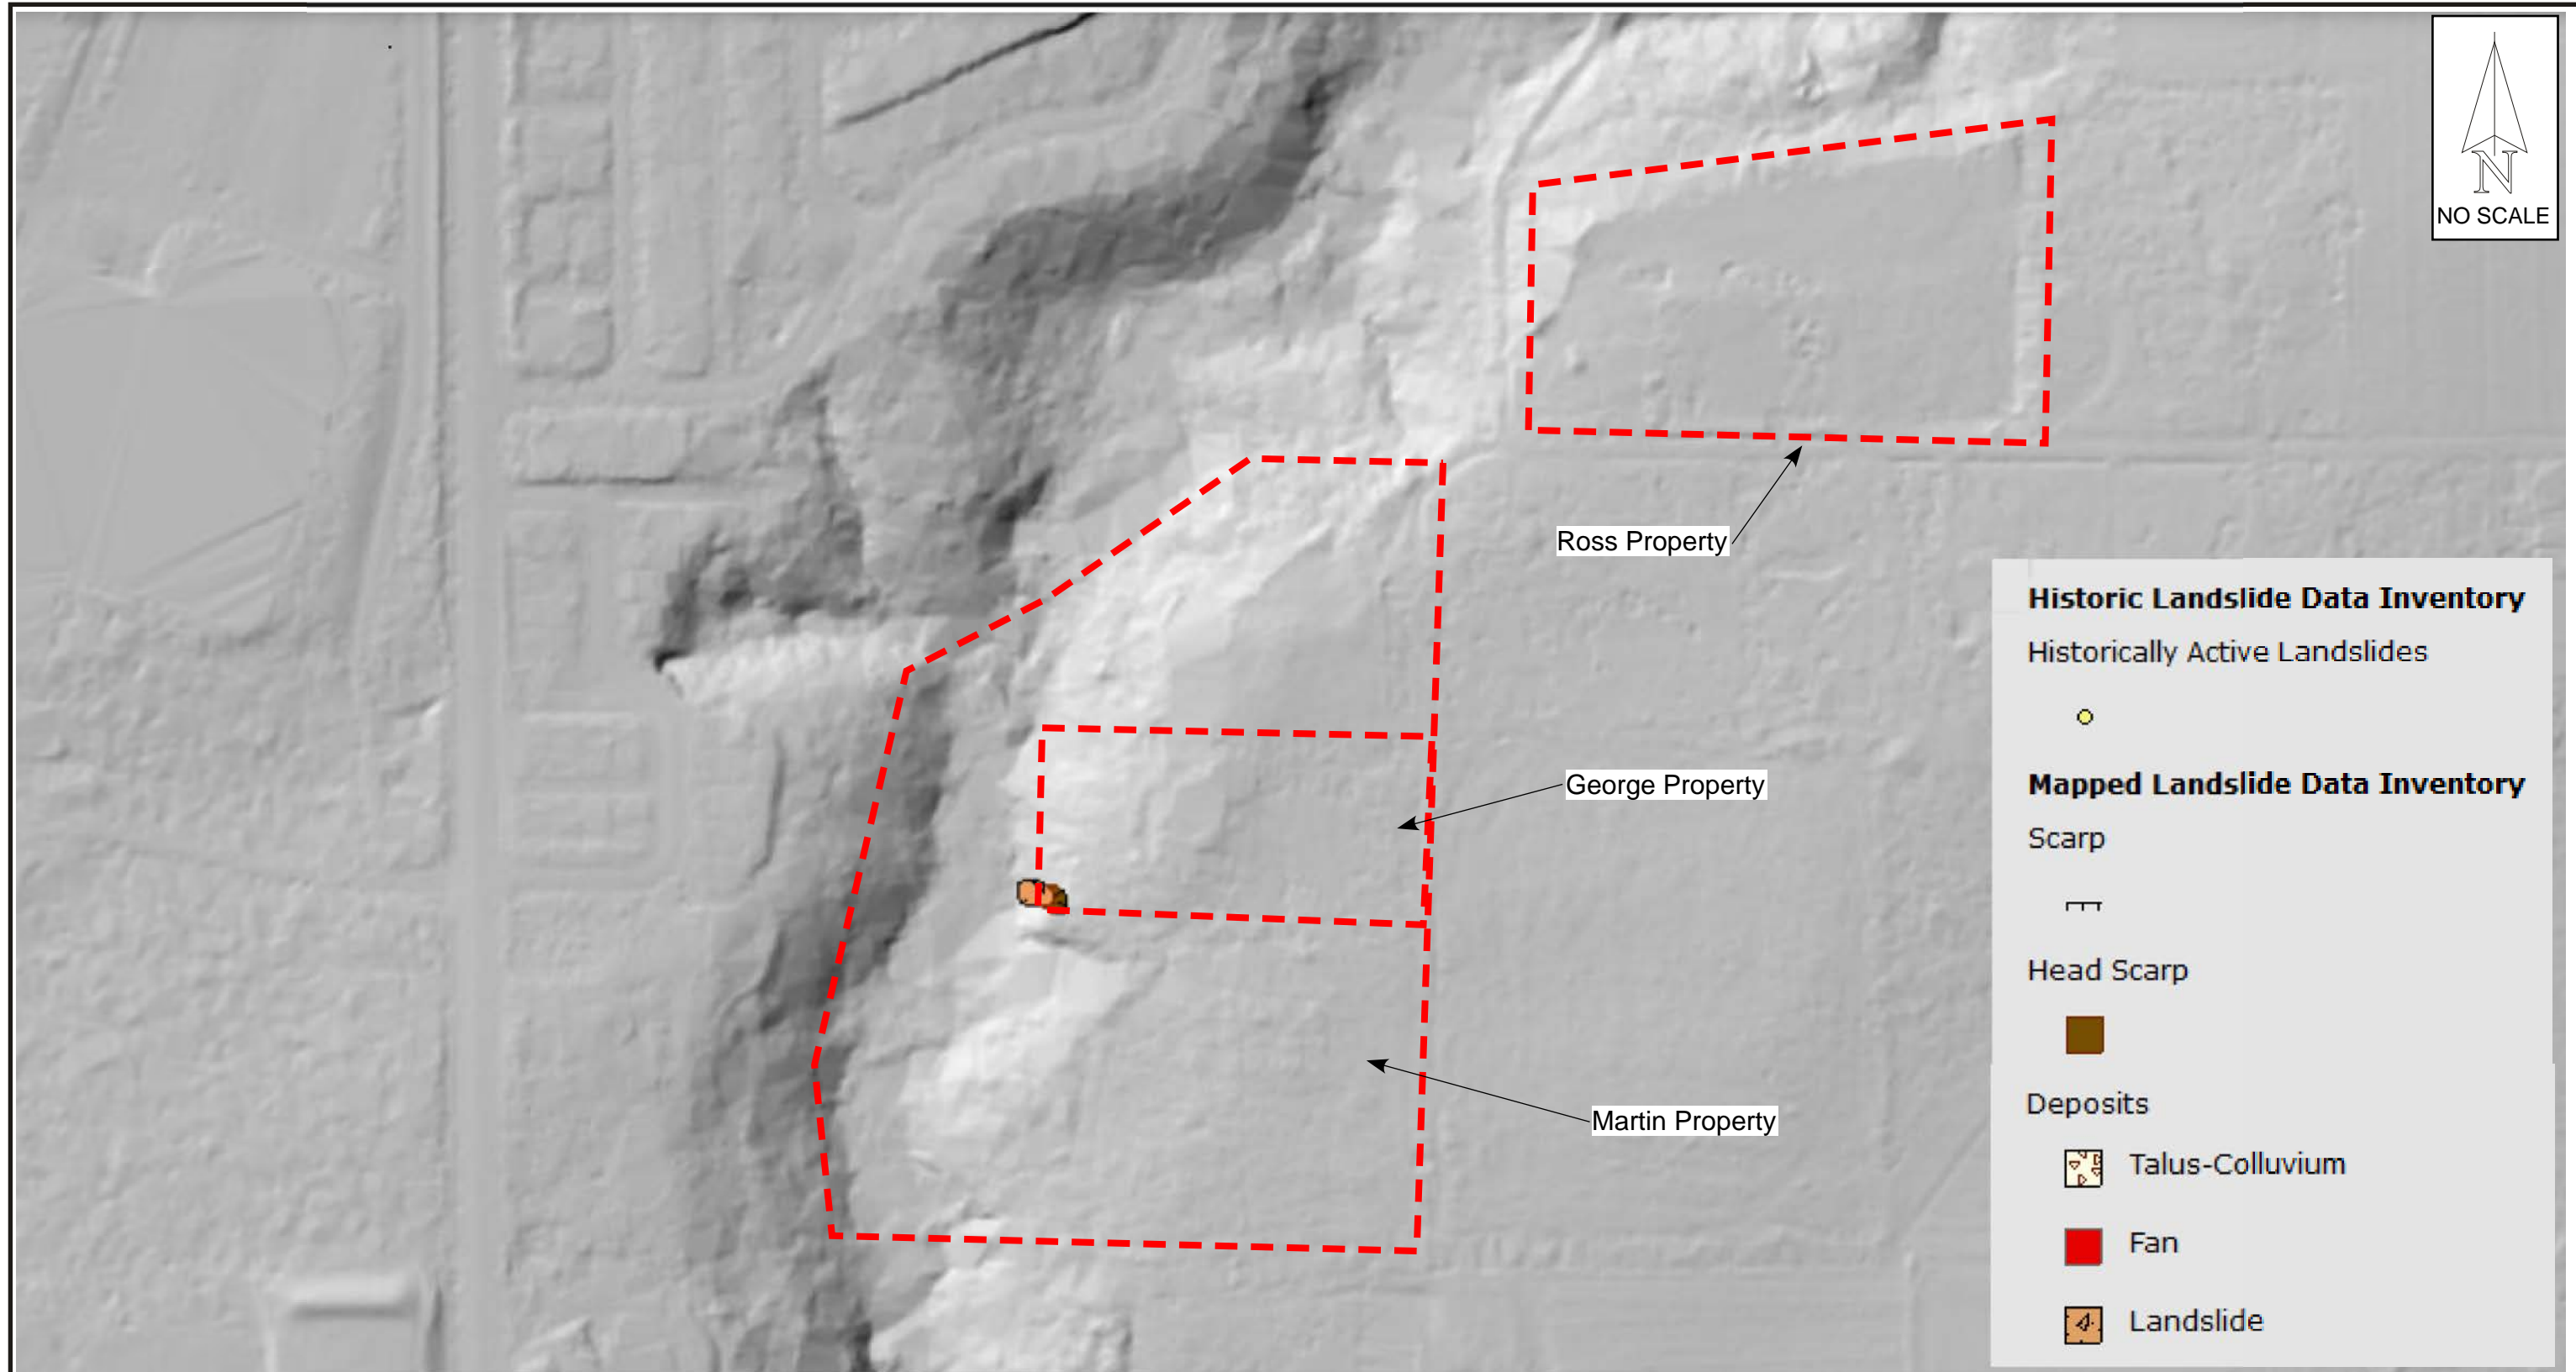 N
NO SCALE
Ross Property
George Property
Martin Property
Historic Landslide Data Inventory
Historically Active Landslides
Mapped Landslide Data Inventory
Scarp
Head Scarp
Deposits
Talus-Colluvium
Fan
Landslide